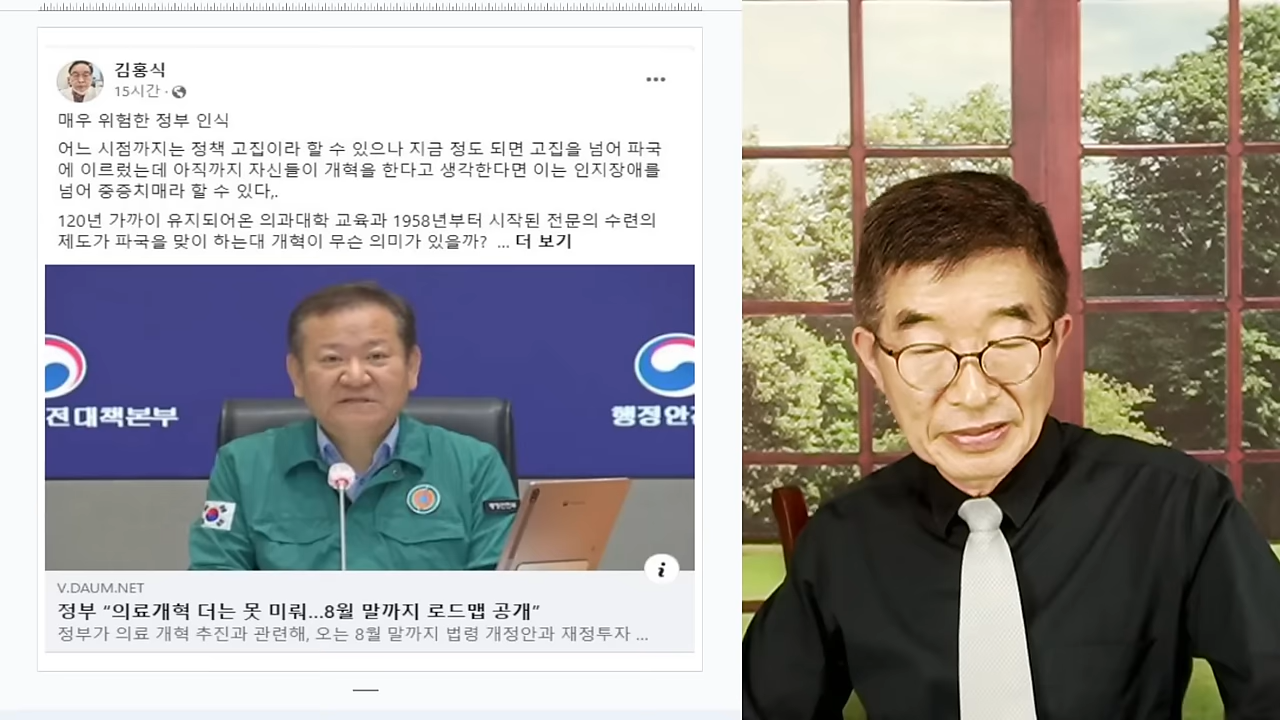 김홍식
15시간 ·
매우 위험한 정부 인식
어느 시점까지는 정책 고집이라 할 수 있으나 지금 정도 되면 고집을 넘어 파국
에 이르렀는데 아직까지 자신들이 개혁을 한다고 생각한다면 이는 인지장애를
넘어 중증치매라 할 수 있다,.
120년 가까이 유지되어온 의과대학 교육과 1958년부터 시작된 전문의 수련의
제도가 파국을 맞이 하는대 개혁이 무슨 의미가 있을까? ... 더 보기
전대책본부
행정안전
V.DAUM.NET
정부 “의료개혁 더는 못 미뤄…8월 말까지 로드맵 공개”
정부가 의료 개혁 추진과 관련해, 오는 8월 말까지 법령 개정안과 재정투자 ...